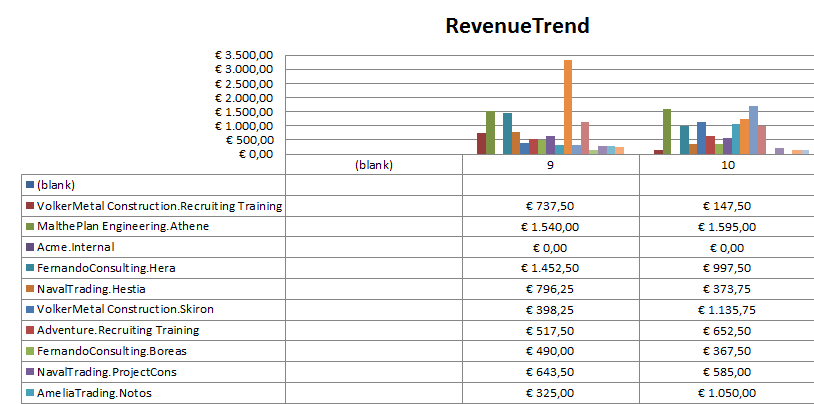 RevenueTrend
€ 3.500,00
€ 3.000,00
€ 2.500,00
€ 2.000,00
€ 1.500,00
€ 1.000,00
€ 500,00
€ 0,00
(blank) 9 10
(blank)
VolkerMetal Construction.Recruiting Training € 737,50 € 147,50
MalthePlan Engineering.Athene € 1.540,00 € 1.595,00
Acme.Internal € 0,00 € 0,00
FernandoConsulting.Hera € 1.452,50 € 997,50
NavalTrading.Hestia € 796,25 € 373,75
VolkerMetal Construction.Skiron € 398,25 € 1.135,75
Adventure.Recruiting Training € 517,50 € 652,50
FernandoConsulting.Boreas € 490,00 € 367,50
NavalTrading.ProjectCons € 643,50 € 585,00
AmeliaTrading.Notos € 325,00 € 1.050,00